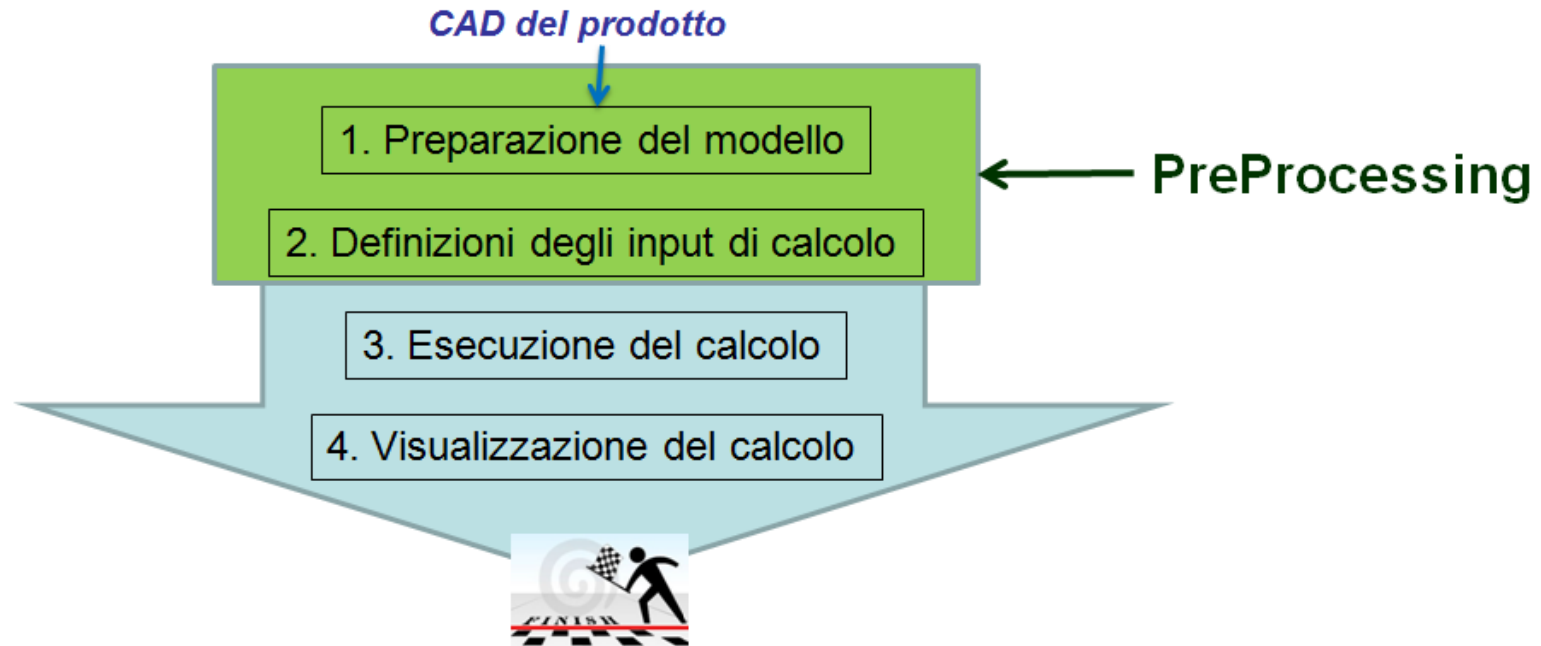 CAD del prodotto
1. Preparazione del modello
PreProcessing
2. Definizioni degli input di calcolo
3. Esecuzione del calcolo
4. Visualizzazione del calcolo
FINISH